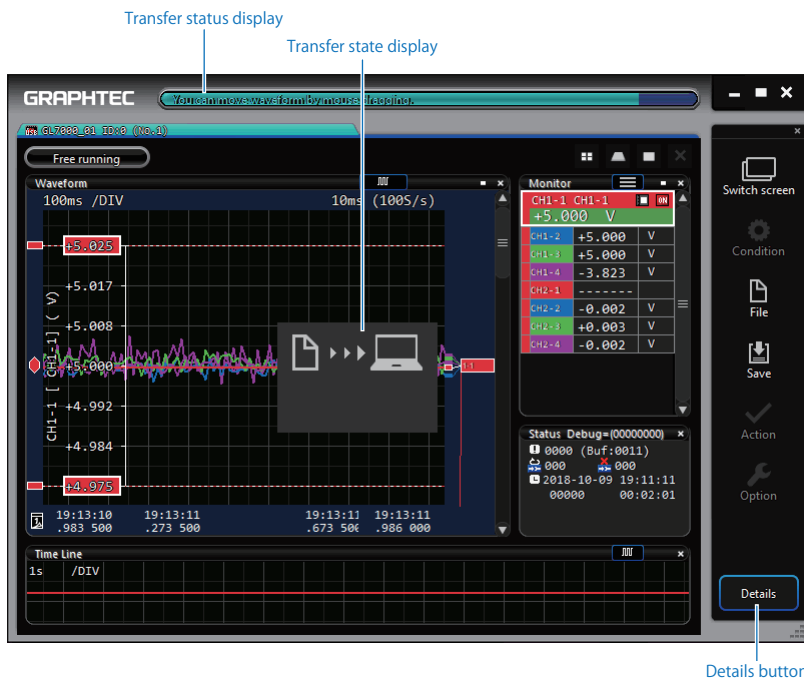 Transfer status display
Transfer state display
GRAPHTEC
You can move waveform by mouse dragging.
USB GL7000_01 ID:0 (NO.1)
Free running
Waveform
100ms /DIV 10ms (100S/s)
+5.025
+5.017
+5.008
+5.000
+4.992
+4.984
+4.975
CH1-1 [ CH1-1] ( V)
1-1
19:13:10 19:13:11 19:13:11 19:13:11
.983 500 .273 500 .673 500 .986 000
Monitor
CH1-1 CH1-1 ON
+5.000 V
CH1-2 +5.000 V
CH1-3 +5.000 V
CH1-4 -3.823 V
CH2-1 -------
CH2-2 -0.002 V
CH2-3 +0.003 V
CH2-4 -0.002 V
Status Debug=(00000000)
0000 (Buf:0011)
000 000
2018-10-09 19:11:11
00000 00:02:01
Time Line
1s /DIV
Switch screen
Condition
File
Save
Action
Option
Details
Details button